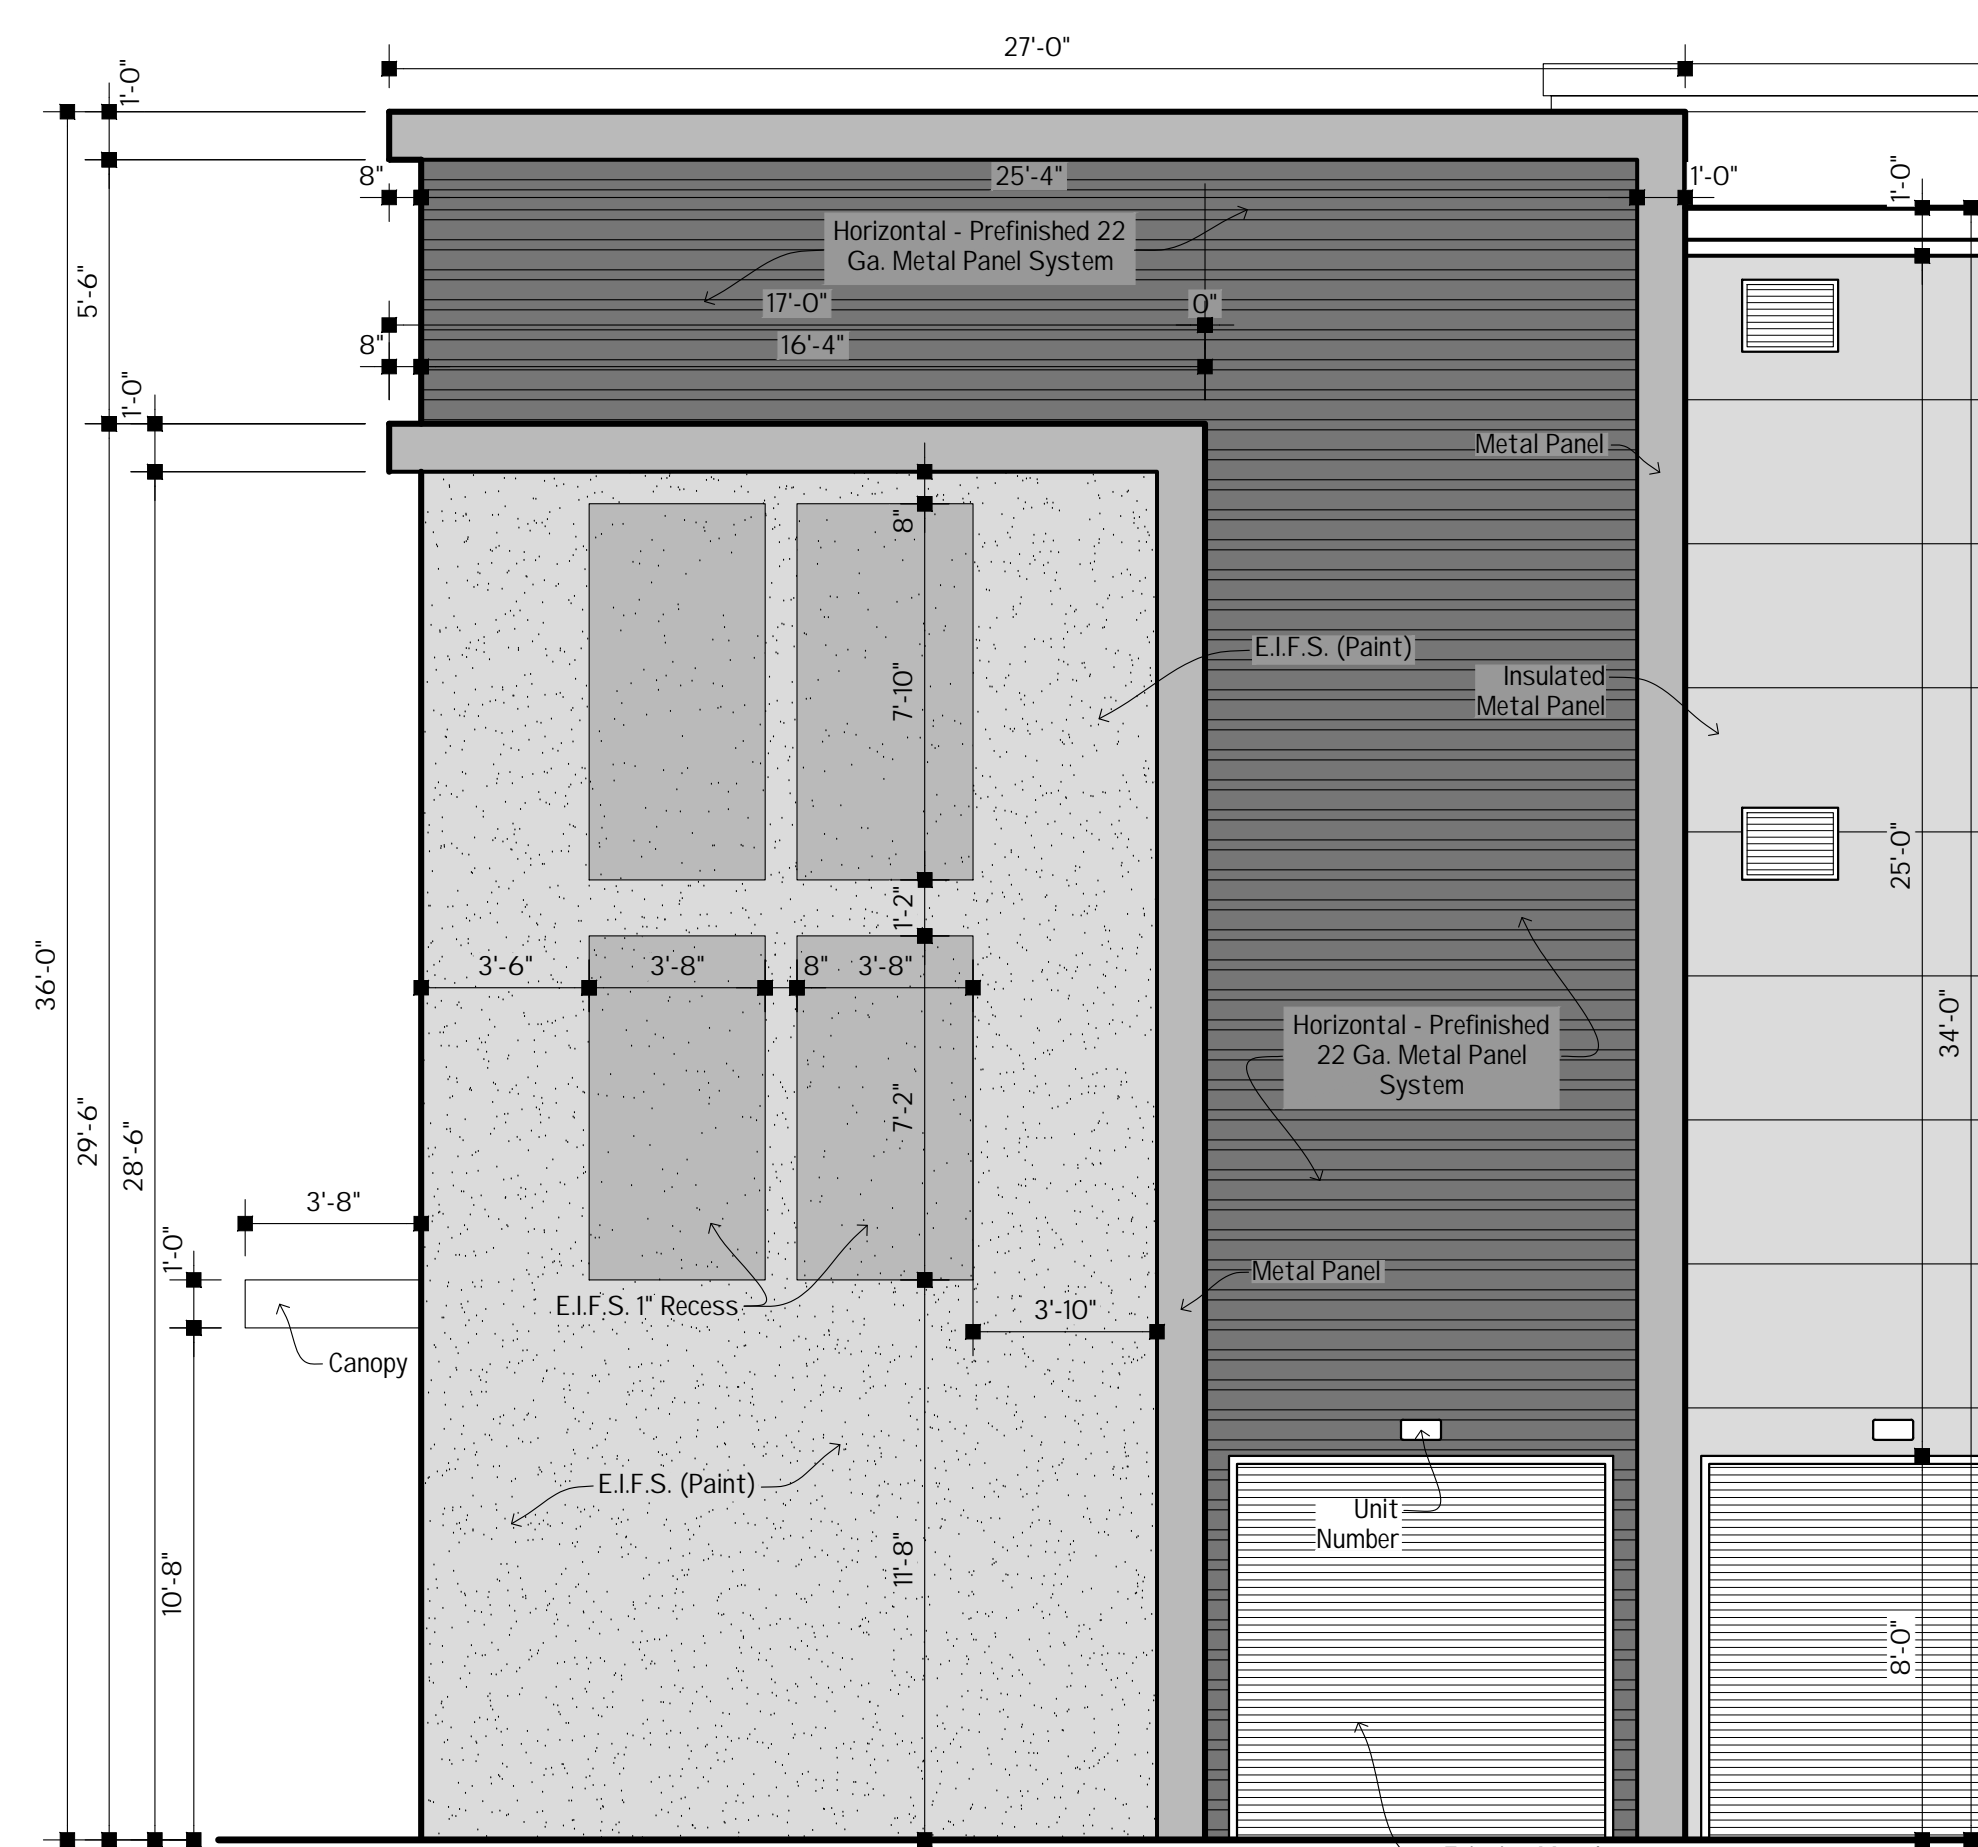 27'-0"
1'-0"
8"
25'-4"
1'-0"
1'-0"
Horizontal - Prefinished 22
Ga. Metal Panel System
5'-6"
17'-0"
0"
8"
16'-4"
1'-0"
Metal Panel
8"
E.I.F.S. (Paint)
Insulated
Metal Panel
7'-10"
25'-0"
1'-2"
36'-0"
3'-6"
3'-8"
8"
3'-8"
34'-0"
Horizontal - Prefinished
22 Ga. Metal Panel
System
29'-6"
28'-6"
7'-2"
3'-8"
1'-0"
Metal Panel
E.I.F.S. 1" Recess
3'-10"
Canopy
E.I.F.S. (Paint)
Unit
Number
10'-8"
11'-8"
8'-0"